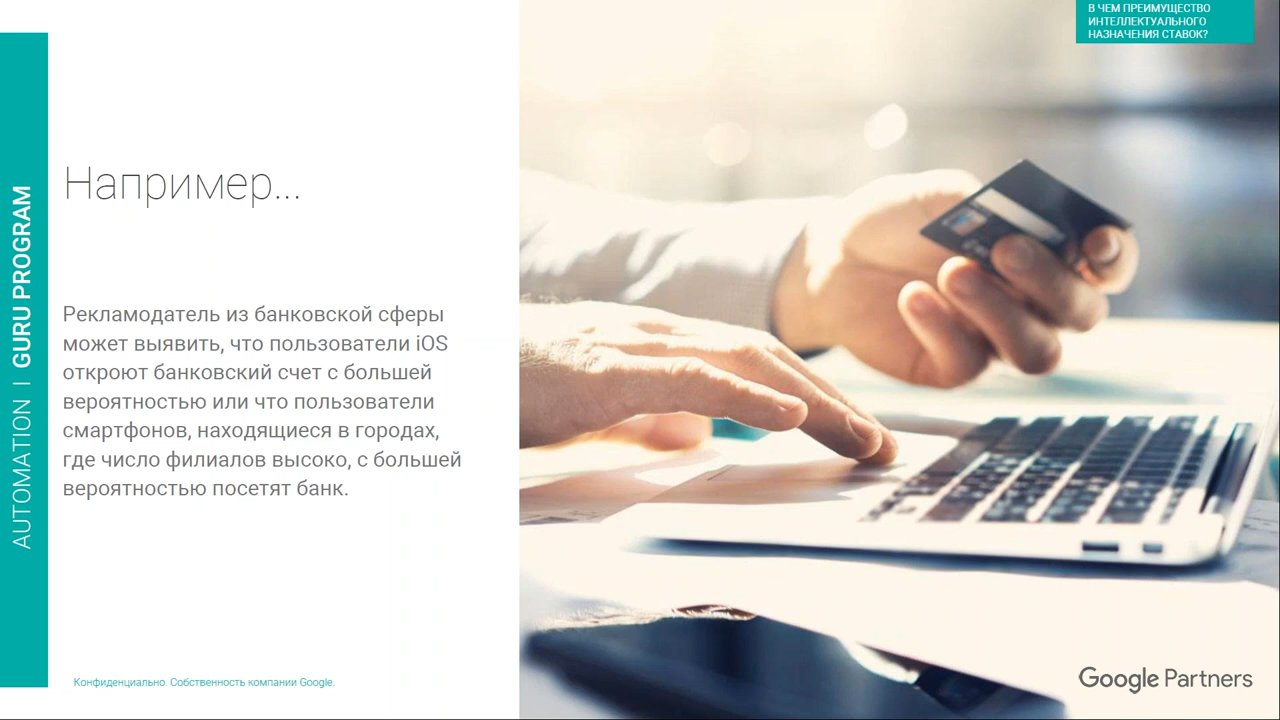 В ЧЕМ ПРЕИМУЩЕСТВО
ИНТЕЛЛЕКТУАЛЬНОГО
НАЗНАЧЕНИЯ СТАВОК?
AUTOMATION | GURU PROGRAM
Например...
Рекламодатель из банковской сферы
может выявить, что пользователи iOS
откроют банковский счет с большей
вероятностью или что пользователи
смартфонов, находящиеся в городах,
где число филиалов высоко, с большей
вероятностью посетят банк.
Конфиденциально. Собственность компании Google.
Google Partners